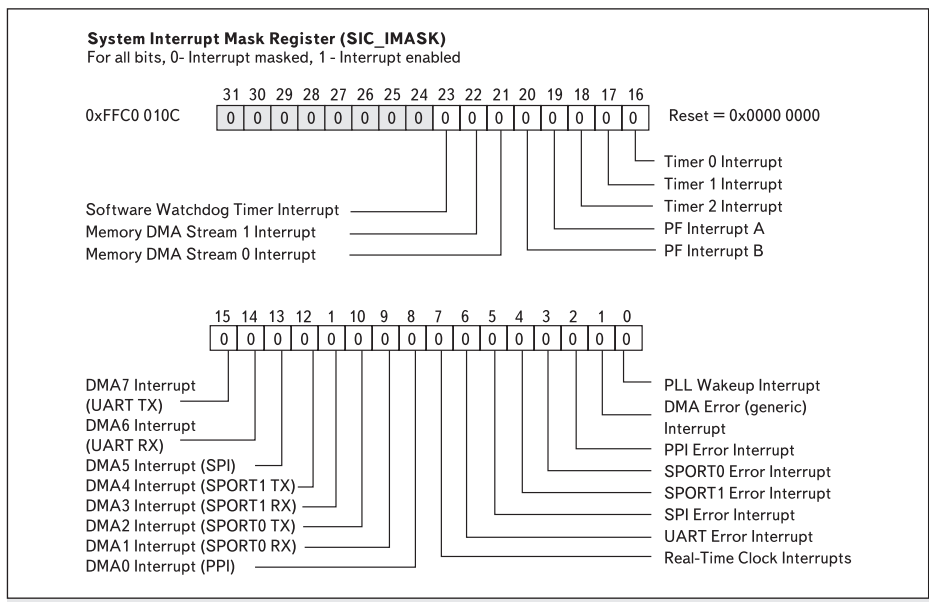 System Interrupt Mask Register (SIC_IMASK)
For all bits, 0- Interrupt masked, 1 - Interrupt enabled
31 30 29 28 27 26 25 24 23 22 21 20 19 18 17 16
0xFFC0 010C 0 0 0 0 0 0 0 0 0 0 0 0 0 0 0 0 Reset = 0x0000 0000
Timer 0 Interrupt
Timer 1 Interrupt
Software Watchdog Timer Interrupt Timer 2 Interrupt
Memory DMA Stream 1 Interrupt PF Interrupt A
Memory DMA Stream 0 Interrupt PF Interrupt B
15 14 13 12 1 10 9 8 7 6 5 4 3 2 1 0
0 0 0 0 0 0 0 0 0 0 0 0 0 0 0 0
DMA7 Interrupt PLL Wakeup Interrupt
(UART TX) DMA Error (generic)
DMA6 Interrupt Interrupt
(UART RX) PPI Error Interrupt
DMA5 Interrupt (SPI) SPORT0 Error Interrupt
DMA4 Interrupt (SPORT1 TX) SPORT1 Error Interrupt
DMA3 Interrupt (SPORT1 RX) SPI Error Interrupt
DMA2 Interrupt (SPORT0 TX) UART Error Interrupt
DMA1 Interrupt (SPORT0 RX) Real-Time Clock Interrupts
DMA0 Interrupt (PPI)